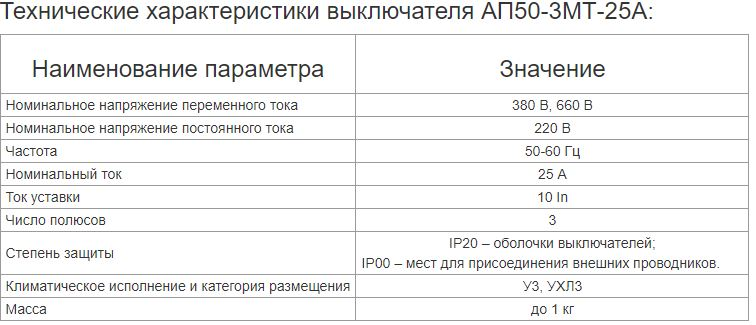 Технические характеристики выключателя АП50-3МТ-25А:
Наименование параметра Значение
Номинальное напряжение переменного тока 380 В, 660 В
Номинальное напряжение постоянного тока 220 В
Частота 50-60 Гц
Номинальный ток 25 А
Ток уставки 10 In
Число полюсов 3
Степень защиты IP20 – оболочки выключателей;
IP00 – мест для присоединения внешних проводников.
Климатическое исполнение и категория размещения У3, УХЛ3
Масса до 1 кг